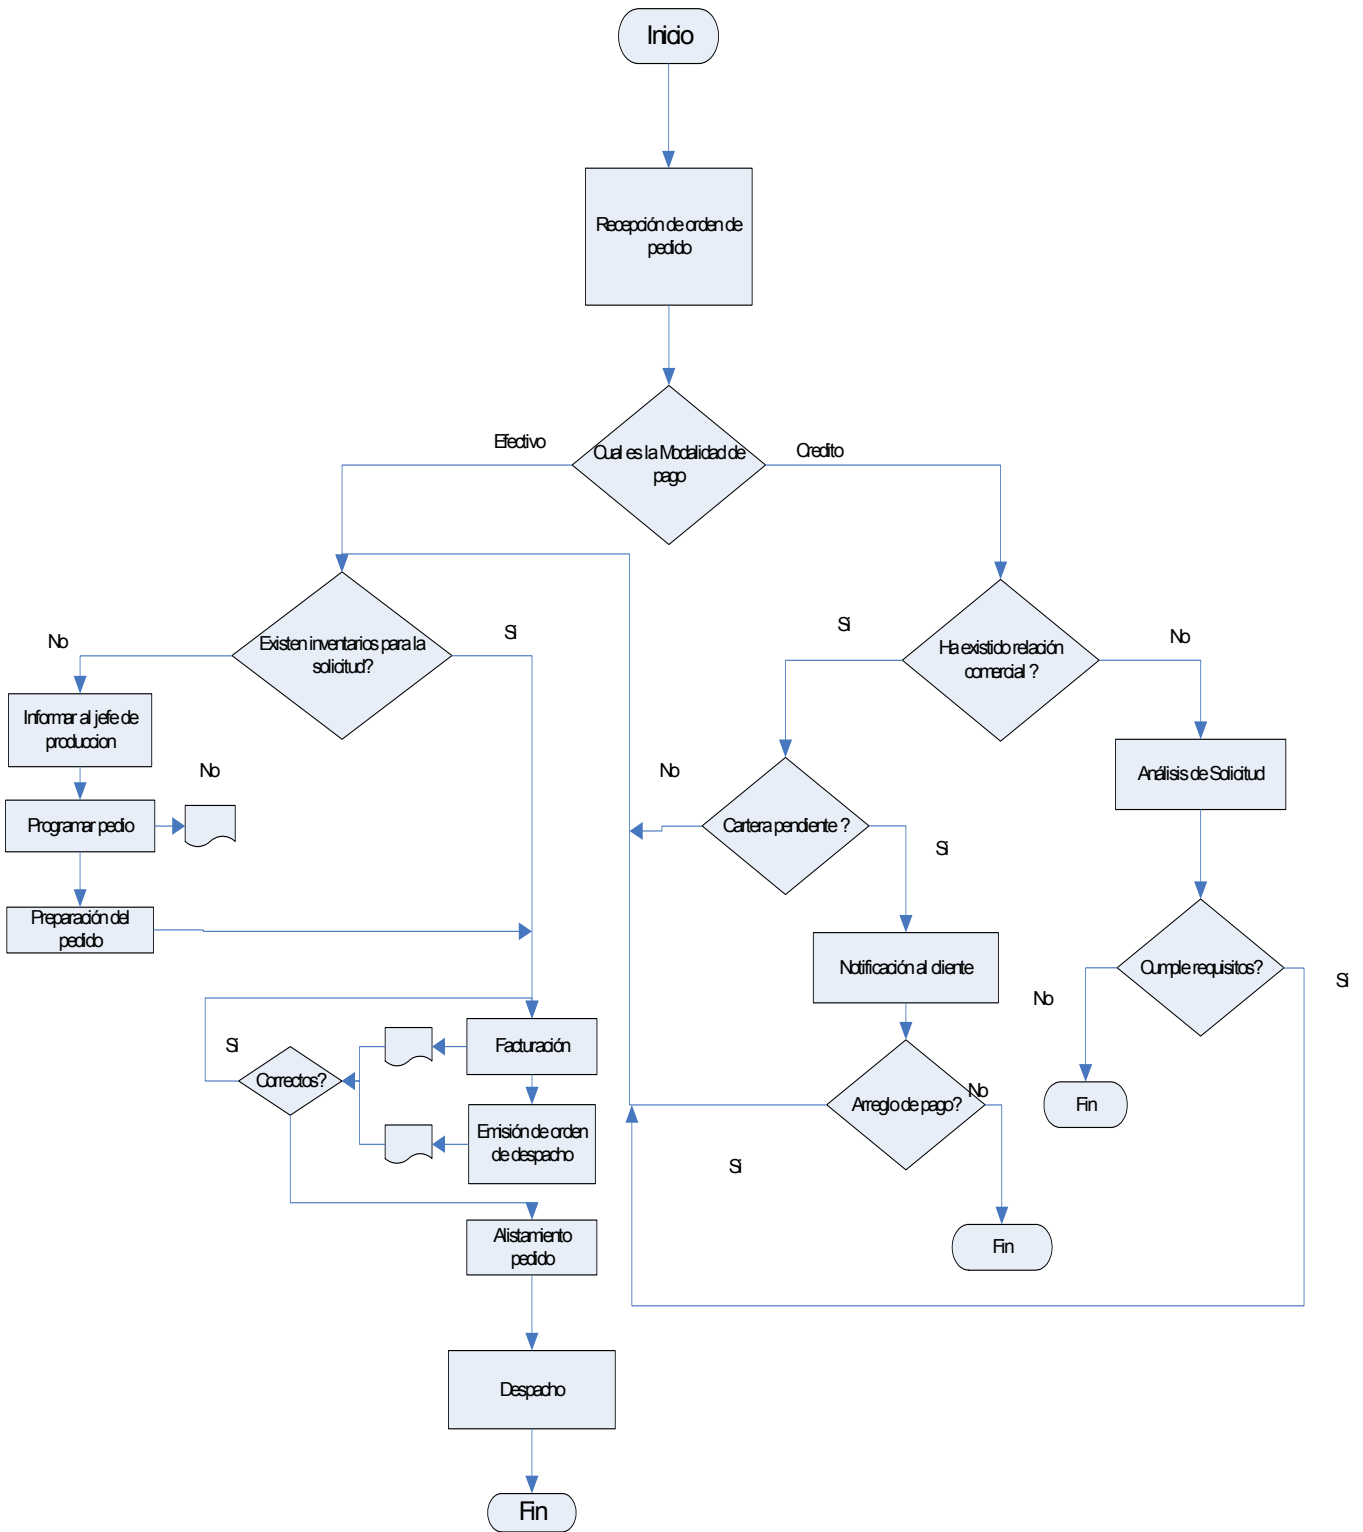 Inicio
Recepción de orden de
pedido
Efectivo
Cual es la Modalidad de
pago
Credito
Existen inventarios para la
solicitud?
No
Si
Ha existido relación
comercial ?
Si
No
Informar al jefe de
produccion
No
Programar pedio
Preparación del
pedido
No
Cartera pendiente ?
Si
Análisis de Solicitud
Notificación al cliente
Cumple requisitos?
No
Si
Si
Correctos?
Facturación
Emisión de orden
de despacho
Arreglo de pago?
No
Si
Fin
Fin
Alistamiento
pedido
Despacho
Fin